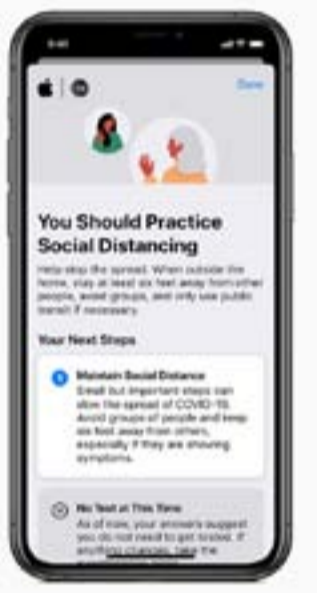 9:41
Done
You Should Practice
Social Distancing
Help stop the spread. When outside the
home, stay at least six feet away from other
people, avoid groups, and only use public
transit if necessary.
Your Next Steps
Maintain Social Distance
Small but important steps can
slow the spread of COVID-19.
Avoid groups of people and keep
six feet away from others,
especially if they are showing
symptoms.
No Test at This Time
As of now, your answers suggest
you do not need to get tested. If
anything changes, take the